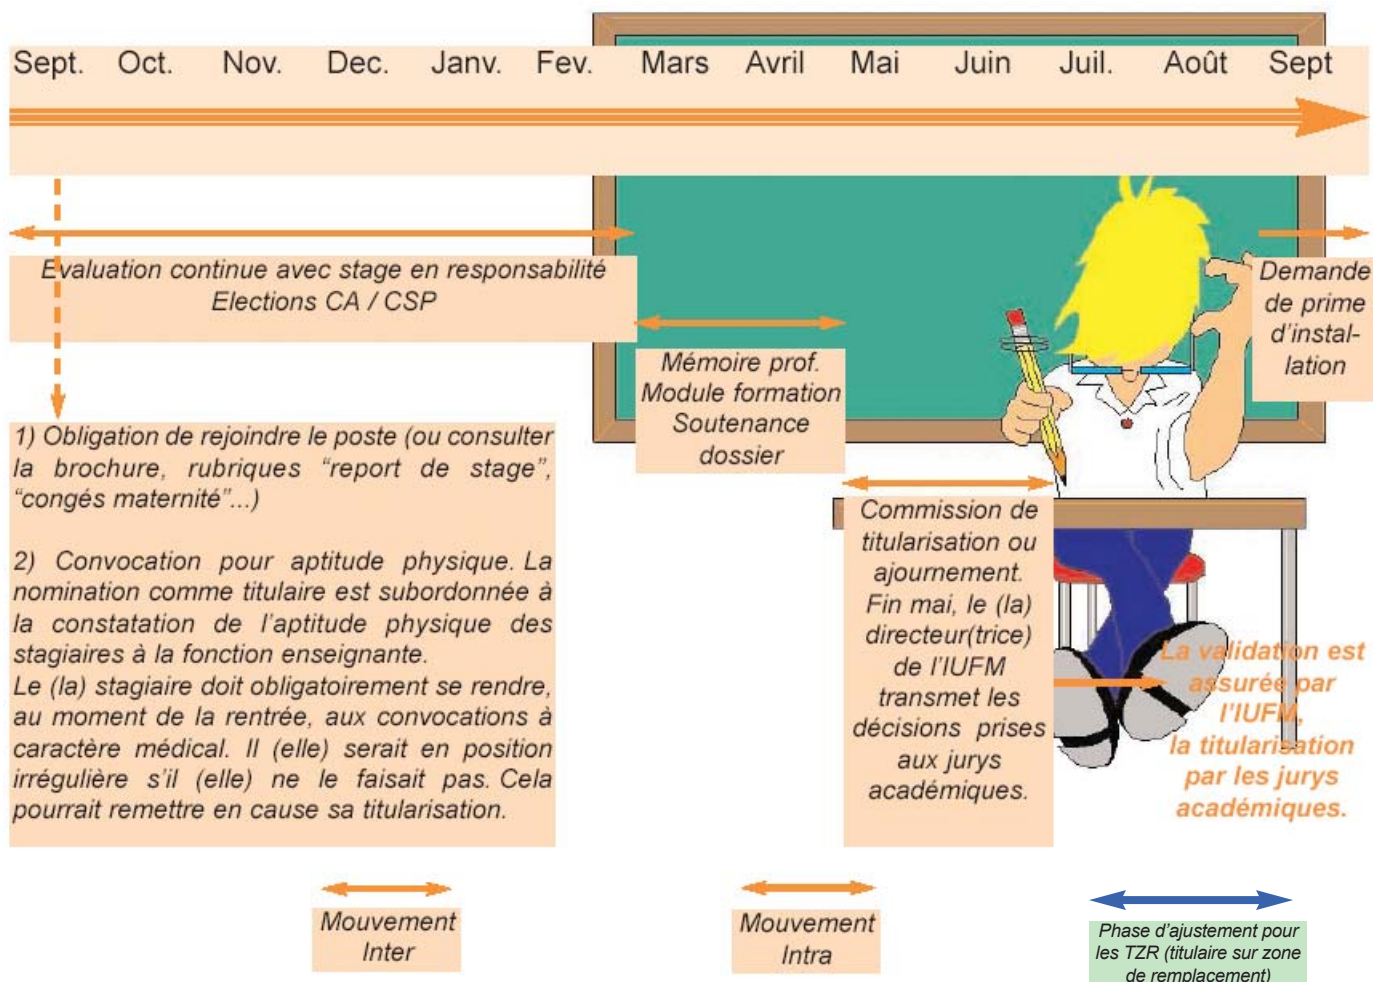 Sept. Oct. Nov. Dec. Janv. Fev. Mars Avril Mai Juin Juil. Août Sept
Evaluation continue avec stage en responsabilité
Elections CA / CSP
Demande
de prime
d'instal-
lation
Mémoire prof.
Module formation
Soutenance
dossier
1) Obligation de rejoindre le poste (ou consulter
la brochure, rubriques "report de stage",
"congés maternité"...)
2) Convocation pour aptitude physique. La
nomination comme titulaire est subordonnée à
la constatation de l'aptitude physique des
stagiaires à la fonction enseignante.
Le (la) stagiaire doit obligatoirement se rendre,
au moment de la rentrée, aux convocations à
caractère médical. Il (elle) serait en position
irrégulière s'il (elle) ne le faisait pas. Cela
pourrait remettre en cause sa titularisation.
Commission de
titularisation ou
ajournement.
Fin mai, le (la)
directeur(trice)
de l'IUFM
transmet les
décisions prises
aux jurys
académiques.
La validation est
assurée par
l'IUFM,
la titularisation
par les jurys
académiques.
Mouvement
Inter
Mouvement
Intra
Phase d'ajustement pour
les TZR (titulaire sur zone
de remplacement)